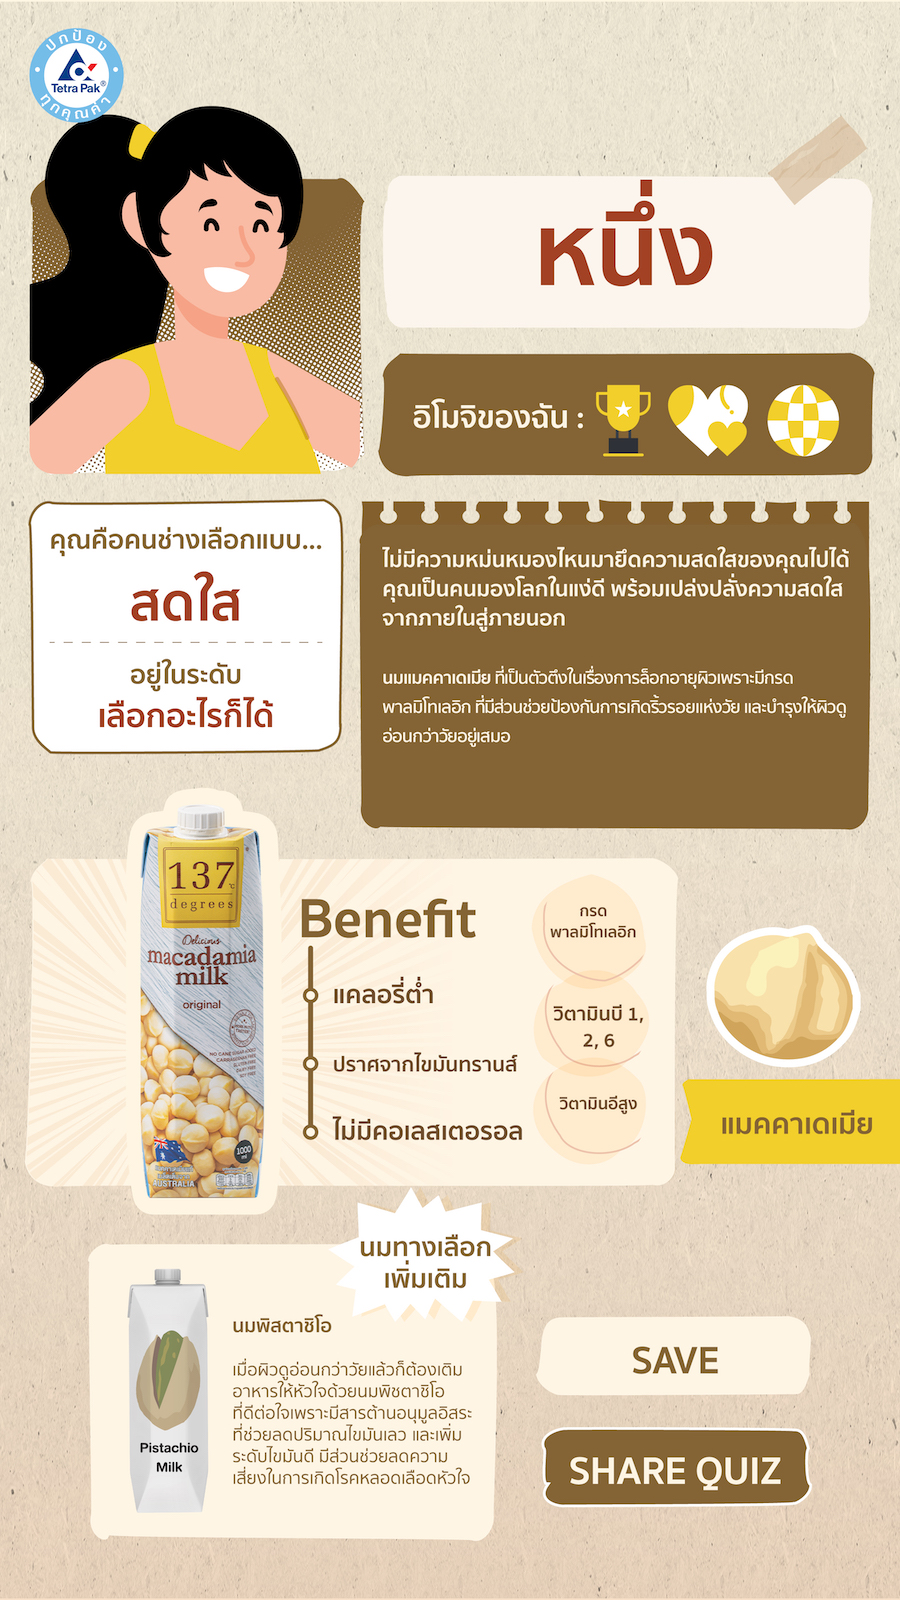 ปกป้อง
Tetra Pak®
ทุกคุณค่า
หนึ่ง
อิโมจิของฉัน :
คุณคือคนช่างเลือกแบบ...
สดใส
อยู่ในระดับ
เลือกอะไรก็ได้
ไม่มีความหม่นหมองไหนมายึดความสดใสของคุณไปได้
คุณเป็นคนมองโลกในแง่ดี พร้อมเปล่งปลั่งความสดใส
จากภายในสู่ภายนอก
นมแมคคาเดเมีย ที่เป็นตัวตึงในเรื่องการล็อกอายุผิวเพราะมีกรด
พาลมิโทเลอิก ที่มีส่วนช่วยป้องกันการเกิดริ้วรอยแห่งวัย และบำรุงให้ผิวดู
อ่อนกว่าวัยอยู่เสมอ
137 °c
degrees
Delicious
macadamia
milk
original
NO CANE SUGAR ADDED
CARRAGEENAN FREE
GLUTEN FREE
DAIRY FREE
SOY FREE
1000
ml
AUSTRALIA
Benefit
แคลอรี่ต่ำ
ปราศจากไขมันทรานส์
ไม่มีคอเลสเตอรอล
กรด
พาลมิโทเลอิก
วิตามินบี 1,
2, 6
วิตามินอีสูง
แมคคาเดเมีย
นมทางเลือก
เพิ่มเติม
Pistachio
Milk
นมพิสตาชิโอ
เมื่อผิวดูอ่อนกว่าวัยแล้วก็ต้องเติม
อาหารให้หัวใจด้วยนมพิชตาชิโอ
ที่ดีต่อใจเพราะมีสารต้านอนุมูลอิสระ
ที่ช่วยลดปริมาณไขมันเลว และเพิ่ม
ระดับไขมันดี มีส่วนช่วยลดความ
เสี่ยงในการเกิดโรคหลอดเลือดหัวใจ
SAVE
SHARE QUIZ